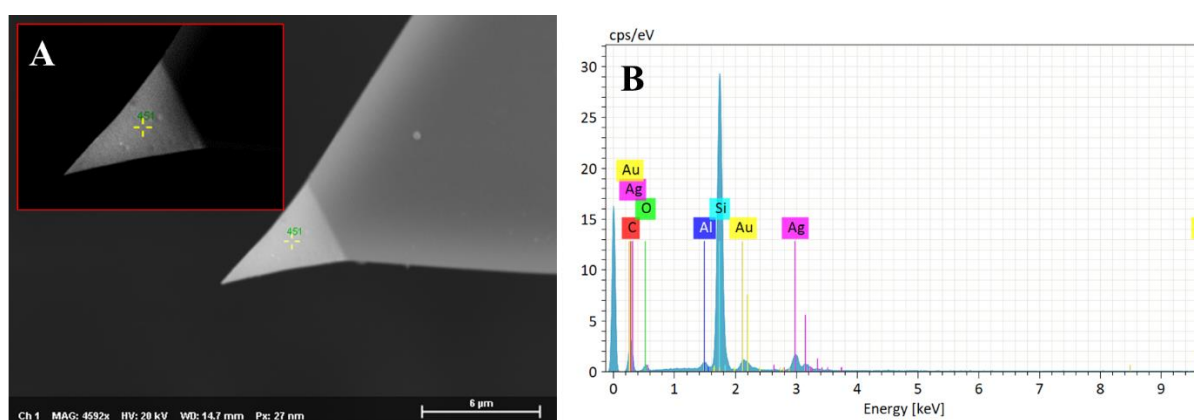 A
451
451
Ch 1 MAG: 4592x HV: 20 kV WD: 14.7 mm Px: 27 nm
6 µm
cps/eV
B
30
25
20
15
10
5
0
Au
Ag
O
C
Al
Si
Au
Ag
0 1 2 3 4 5 6 7 8 9
Energy [keV]